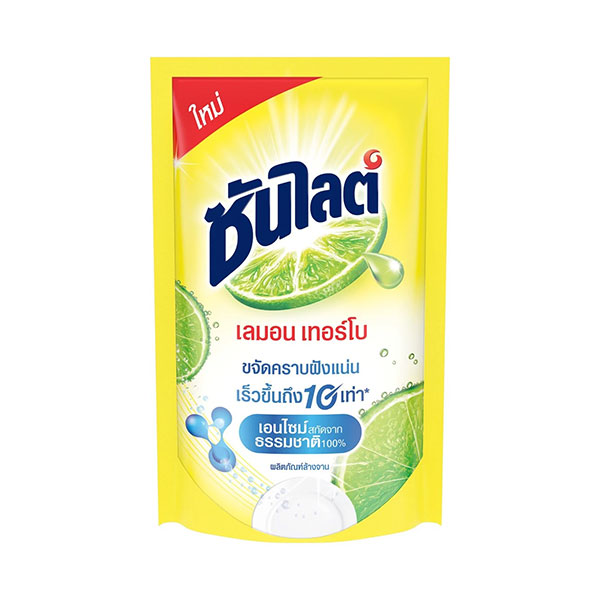 ใหม่
ซันไลต์
เลมอน เทอร์โบ
ขจัดคราบฝังแน่น
เร็วขึ้นถึง 10 เท่า*
เอนไซม์ สกัดจาก
ธรรมชาติ 100%
ผลิตภัณฑ์ล้างจาน